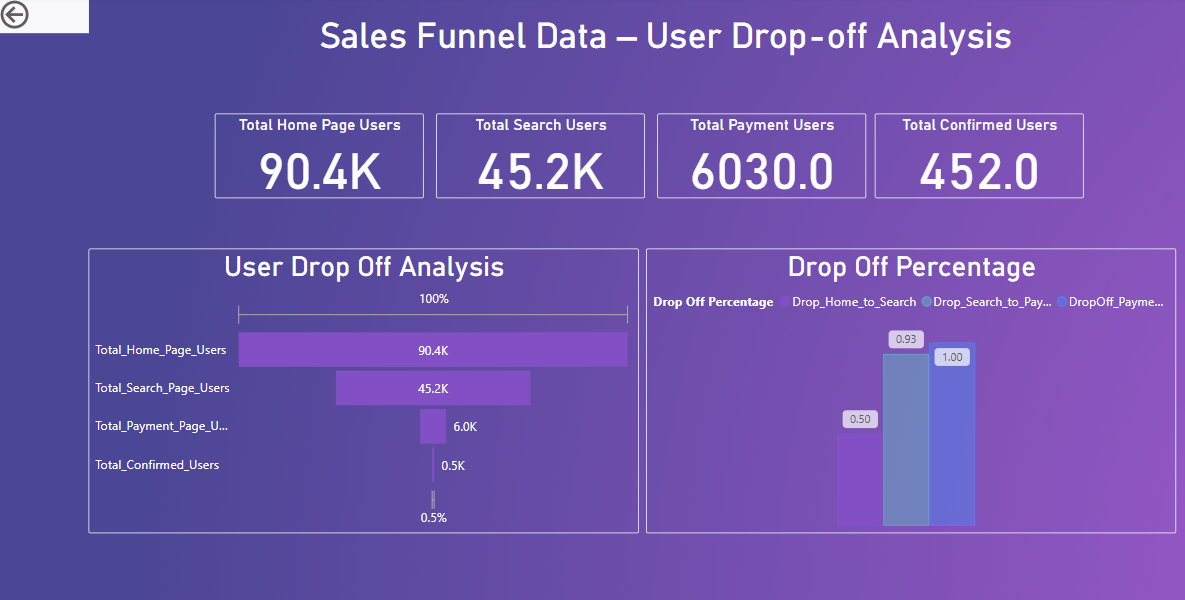 Sales Funnel Data – User Drop-off Analysis
Total Home Page Users
90.4K
Total Search Users
45.2K
Total Payment Users
6030.0
Total Confirmed Users
452.0
User Drop Off Analysis
100%
Total_Home_Page_Users
90.4K
Total_Search_Page_Users
45.2K
Total_Payment_Page_U...
6.0K
Total_Confirmed_Users
0.5K
0.5%
Drop Off Percentage
Drop Off Percentage Drop_Home_to_Search Drop_Search_to_Pay... DropOff_Payme...
0.50
0.93
1.00